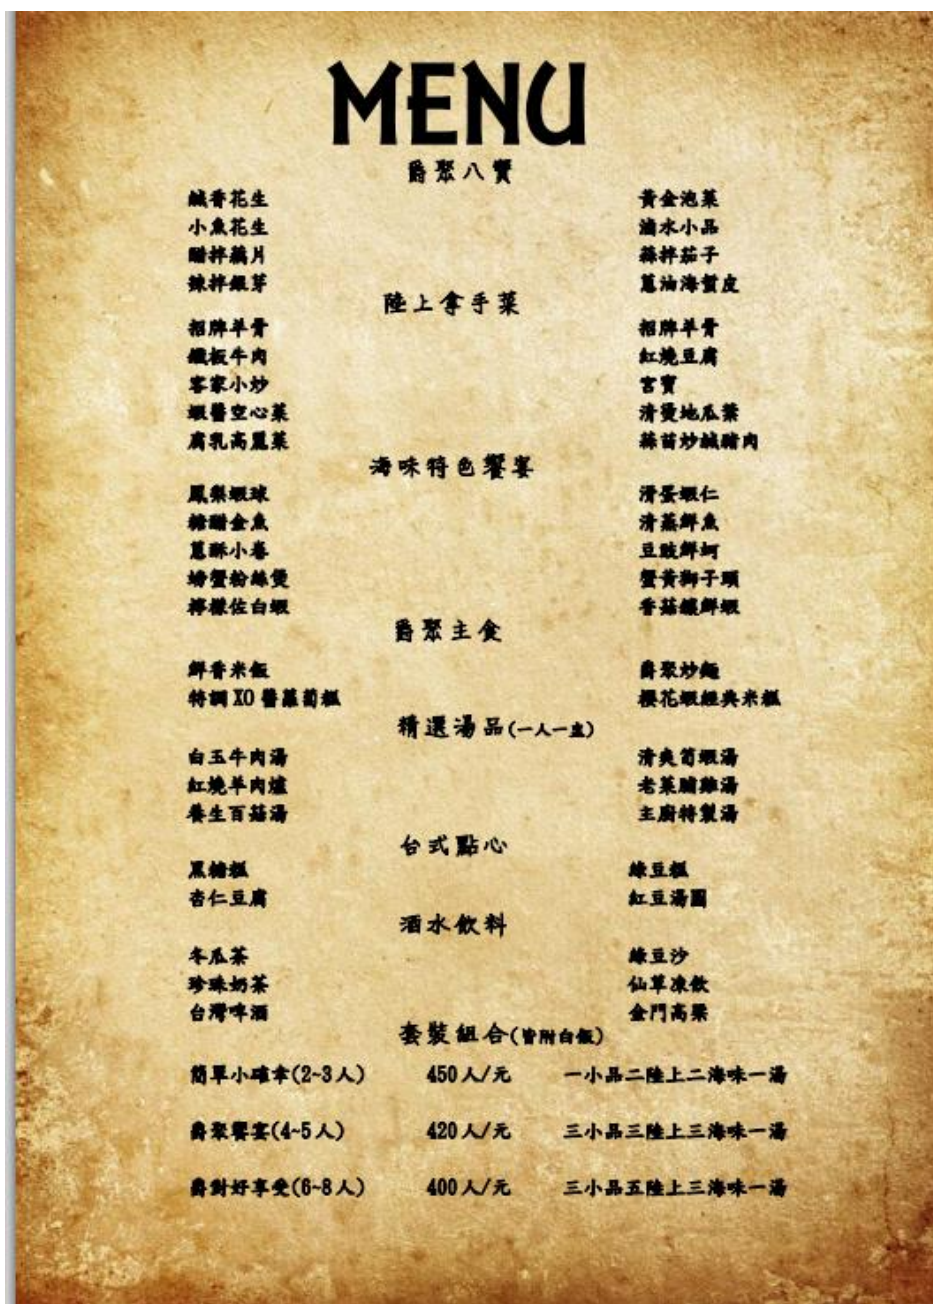 MENU
爵聚八寶
鹹香花生 黃金泡菜
小魚花生 滷水小品
醋拌藕片 蒜拌茄子
辣拌銀芽 蔥油海蜇皮
陸上拿手菜
招牌羊骨 招牌羊骨
鐵板牛肉 紅燒豆腐
客家小炒 宮寶
蝦醬空心菜 清燙地瓜葉
腐乳高麗菜 蒜苗炒鹹豬肉
海味特色饗宴
鳳梨蝦球 滑蛋蝦仁
糖醋金魚 清蒸鮮魚
蔥酥小卷 豆豉鮮蚵
螃蟹粉絲煲 蟹黃獅子頭
檸檬佐白蝦 香菇鑲鮮蝦
爵聚主食
鮮香米飯 爵聚炒麵
特調XO醬蘿蔔糕 櫻花蝦經典米糕
精選湯品(一人一盅)
白玉牛肉湯 清爽筍蝦湯
紅燒羊肉爐 老菜脯雞湯
養生百菇湯 主廚特製湯
台式點心
黑糖糕 綠豆糕
杏仁豆腐 紅豆湯圓
酒水飲料
冬瓜茶 綠豆沙
珍珠奶茶 仙草凍飲
台灣啤酒 金門高粱
套裝組合(皆附白飯)
簡單小確幸(2~3人) 450人/元 一小品二陸上二海味一湯
爵聚饗宴(4~5人) 420人/元 三小品三陸上三海味一湯
爵對好享受(6~8人) 400人/元 三小品五陸上三海味一湯